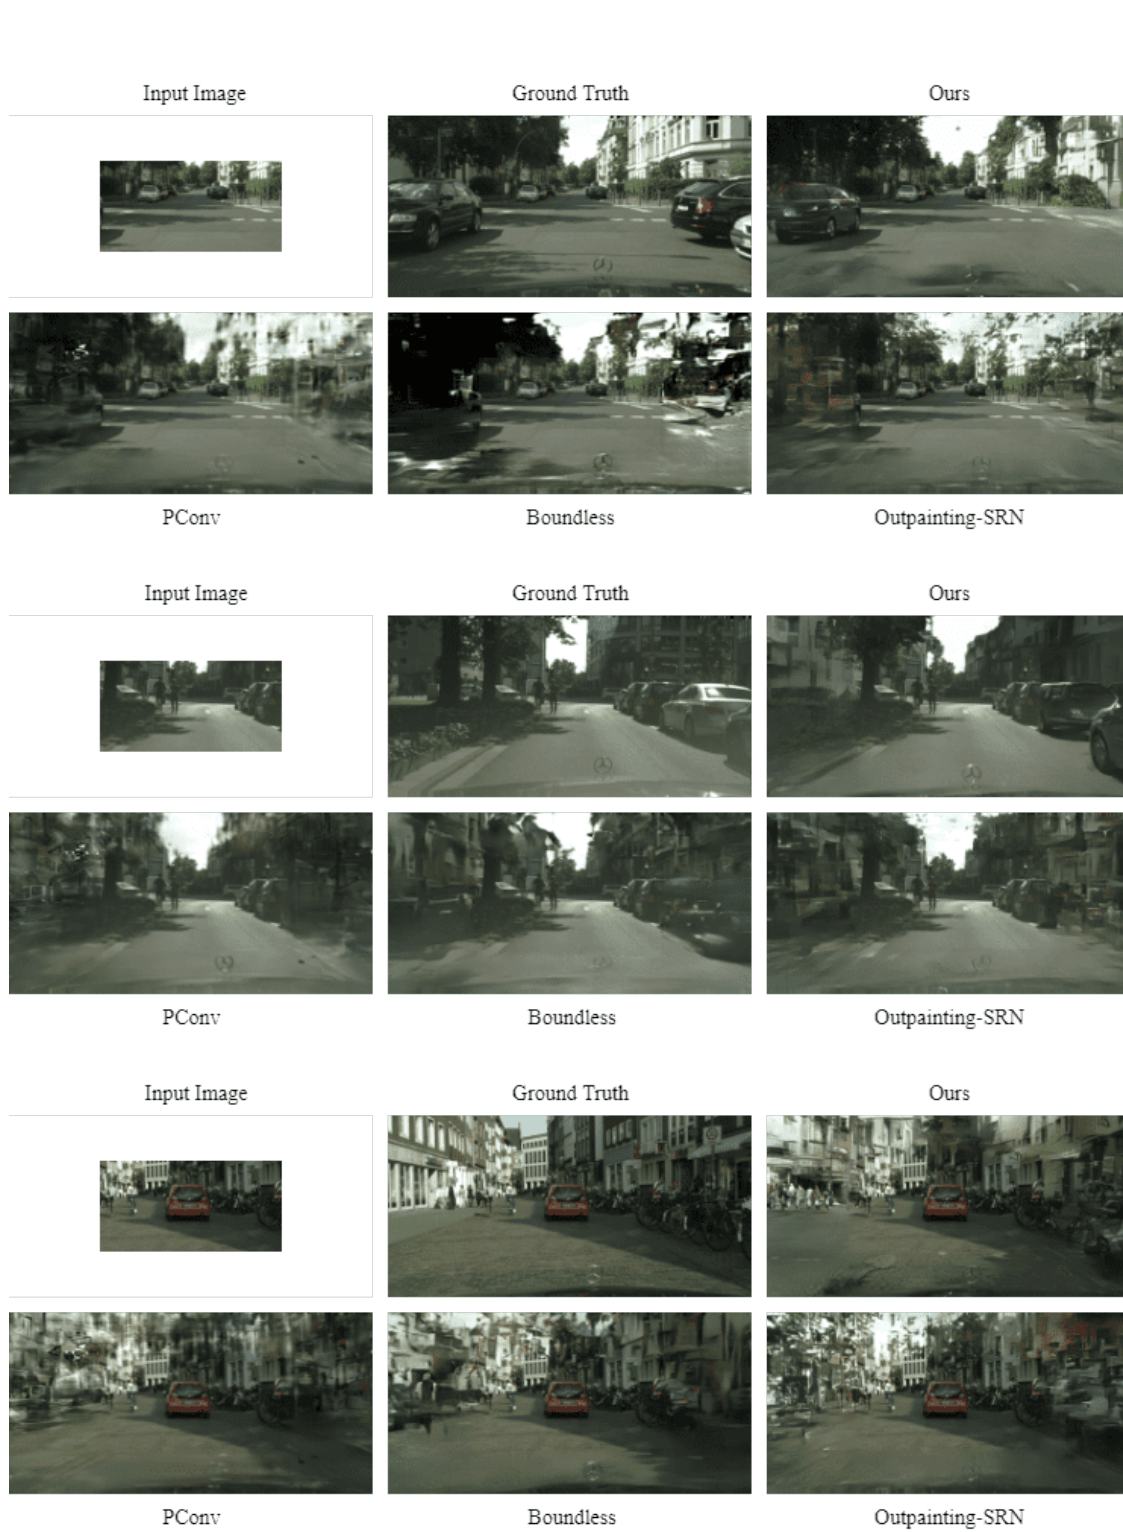 Input Image
Ground Truth
Ours
PConv
Boundless
Outpainting-SRN
Input Image
Ground Truth
Ours
PConv
Boundless
Outpainting-SRN
Input Image
Ground Truth
Ours
PConv
Boundless
Outpainting-SRN